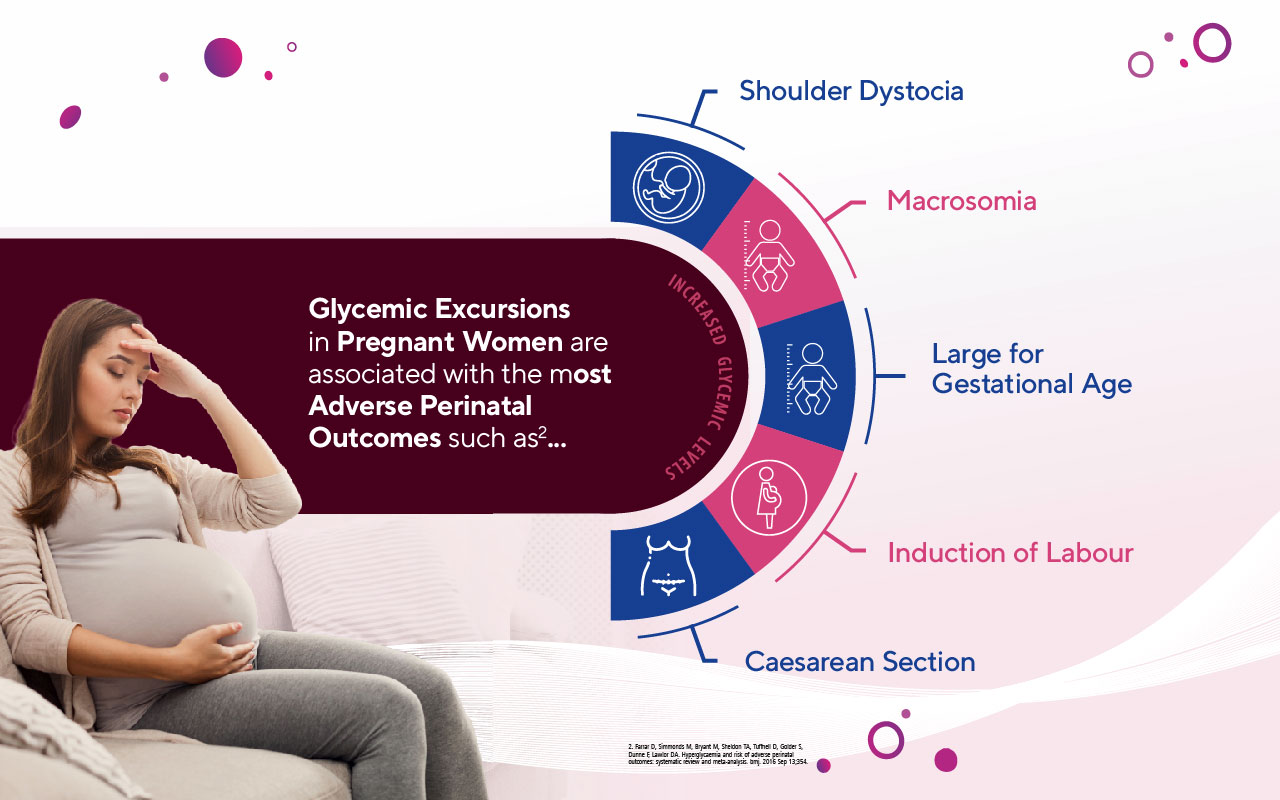 Shoulder Dystocia
Macrosomia
Glycemic Excursions
in Pregnant Women are
associated with the most
Adverse Perinatal
Outcomes such as²...
INCREASED GLYCEMIC LEVELS
Large for
Gestational Age
Induction of Labour
Caesarean Section
2. Farrar D, Simmonds M, Bryant M, Sheldon TA, Tuffnell D, Golder S,
Dunne F, Lawlor DA. Hyperglycaemia and risk of adverse perinatal
outcomes: systematic review and meta-analysis. bmj. 2016 Sep 13;354.